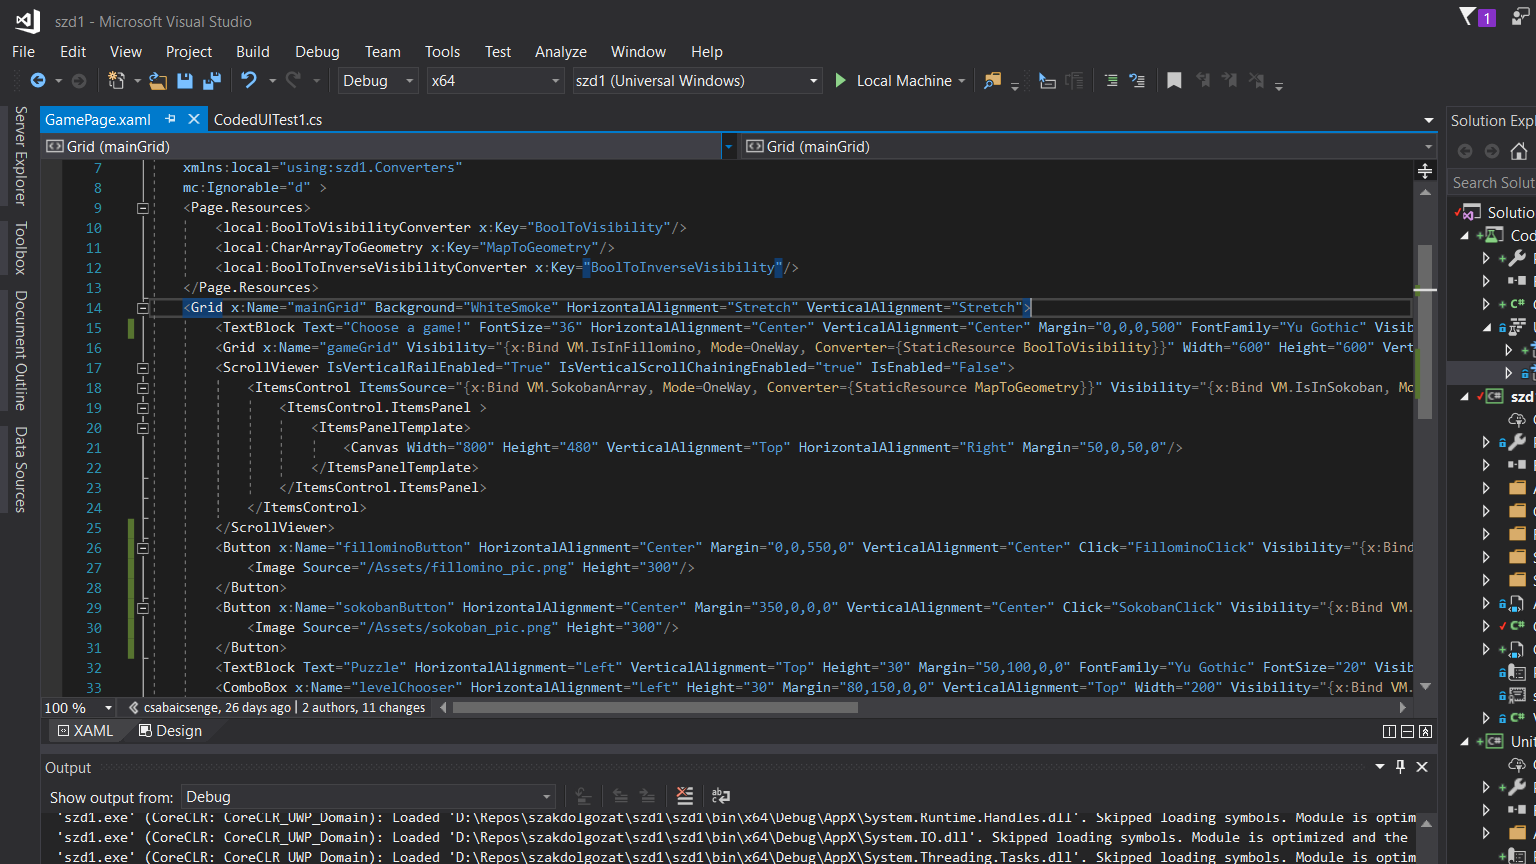 szd1 - Microsoft Visual Studio
1
File Edit View Project Build Debug Team Tools Test Analyze Window Help
Debug x64 szd1 (Universal Windows) Local Machine
Server Explorer
Toolbox
Document Outline
Data Sources
GamePage.xaml CodedUITest1.cs
Grid (mainGrid) Grid (mainGrid)
7 xmlns:local="using:szd1.Converters"
8 mc:Ignorable="d" >
9 <Page.Resources>
10 <local:BoolToVisibilityConverter x:Key="BoolToVisibility"/>
11 <local:CharArrayToGeometry x:Key="MapToGeometry"/>
12 <local:BoolToInverseVisibilityConverter x:Key="BoolToInverseVisibility"/>
13 </Page.Resources>
14 <Grid x:Name="mainGrid" Background="WhiteSmoke" HorizontalAlignment="Stretch" VerticalAlignment="Stretch">
15 <TextBlock Text="Choose a game!" FontSize="36" HorizontalAlignment="Center" VerticalAlignment="Center" Margin="0,0,0,500" FontFamily="Yu Gothic" Visib
16 <Grid x:Name="gameGrid" Visibility="{x:Bind VM.IsInFillomino, Mode=OneWay, Converter={StaticResource BoolToVisibility}}" Width="600" Height="600" Vert
17 <ScrollViewer IsVerticalRailEnabled="True" IsVerticalScrollChainingEnabled="true" IsEnabled="False">
18 <ItemsControl ItemsSource="{x:Bind VM.SokobanArray, Mode=OneWay, Converter={StaticResource MapToGeometry}}" Visibility="{x:Bind VM.IsInSokoban, Mo
19 <ItemsControl.ItemsPanel >
20 <ItemsPanelTemplate>
21 <Canvas Width="800" Height="480" VerticalAlignment="Top" HorizontalAlignment="Right" Margin="50,0,50,0"/>
22 </ItemsPanelTemplate>
23 </ItemsControl.ItemsPanel>
24 </ItemsControl>
25 </ScrollViewer>
26 <Button x:Name="fillominoButton" HorizontalAlignment="Center" Margin="0,0,550,0" VerticalAlignment="Center" Click="FillominoClick" Visibility="{x:Bind
27 <Image Source="/Assets/fillomino_pic.png" Height="300"/>
28 </Button>
29 <Button x:Name="sokobanButton" HorizontalAlignment="Center" Margin="350,0,0,0" VerticalAlignment="Center" Click="SokobanClick" Visibility="{x:Bind VM.
30 <Image Source="/Assets/sokoban_pic.png" Height="300"/>
31 </Button>
32 <TextBlock Text="Puzzle" HorizontalAlignment="Left" VerticalAlignment="Top" Height="30" Margin="50,100,0,0" FontFamily="Yu Gothic" FontSize="20" Visib
33 <ComboBox x:Name="levelChooser" HorizontalAlignment="Left" Height="30" Margin="80,150,0,0" VerticalAlignment="Top" Width="200" Visibility="{x:Bind VM.
100 % csabaicsenge, 26 days ago | 2 authors, 11 changes
XAML Design
Output
Show output from: Debug
'szd1.exe' (CoreCLR: CoreCLR_UWP_Domain): Loaded 'D:\Repos\szakdolgozat\szd1\szd1\bin\x64\Debug\AppX\System.Runtime.Handles.dll'. Skipped loading symbols. Module is optim
'szd1.exe' (CoreCLR: CoreCLR_UWP_Domain): Loaded 'D:\Repos\szakdolgozat\szd1\szd1\bin\x64\Debug\AppX\System.IO.dll'. Skipped loading symbols. Module is optimized and the
'szd1.exe' (CoreCLR: CoreCLR_UWP_Domain): Loaded 'D:\Repos\szakdolgozat\szd1\szd1\bin\x64\Debug\AppX\System.Threading.Tasks.dll'. Skipped loading symbols. Module is optim
Solution Expl
Search Solut
Solutio
Cod
szd
Unit